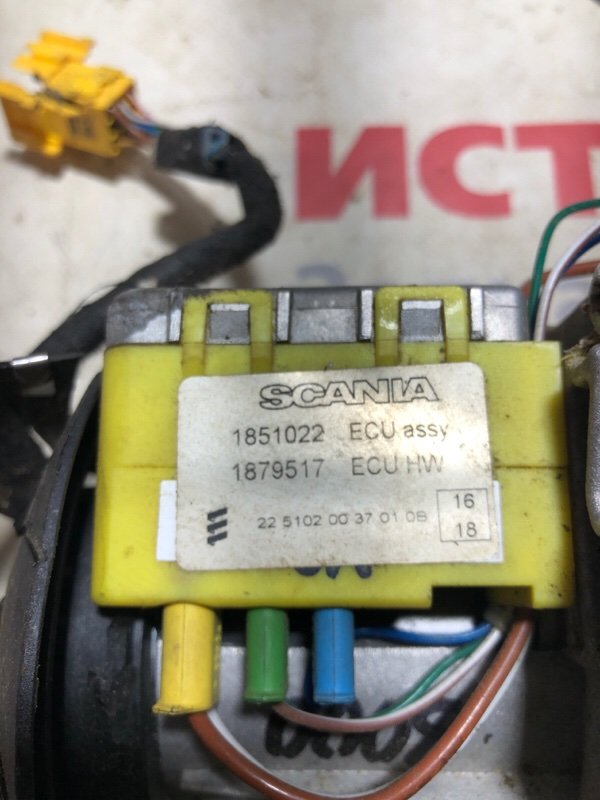 ИСТ
SCANIA
1851022 ECU assy
1879517 ECU HW
22 5102 00 37 01 0B
16
18